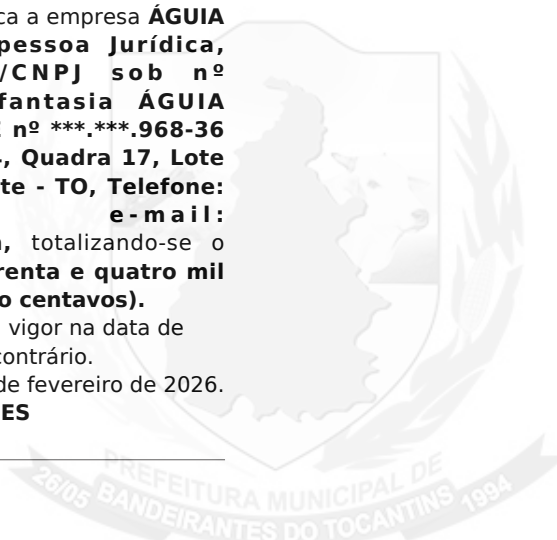 ca a empresa ÁGUIA
pessoa Jurídica,
/CNPJ sob nº
fantasia ÁGUIA
nº ***.***.968-36
, Quadra 17, Lote
te - TO, Telefone:
e-mail:
, totalizando-se o
renta e quatro mil
o centavos).
vigor na data de
contrário.
de fevereiro de 2026.
ES
PREFEITURA MUNICIPAL DE
26/05 BANDEIRANTES DO TOCANTINS 1994